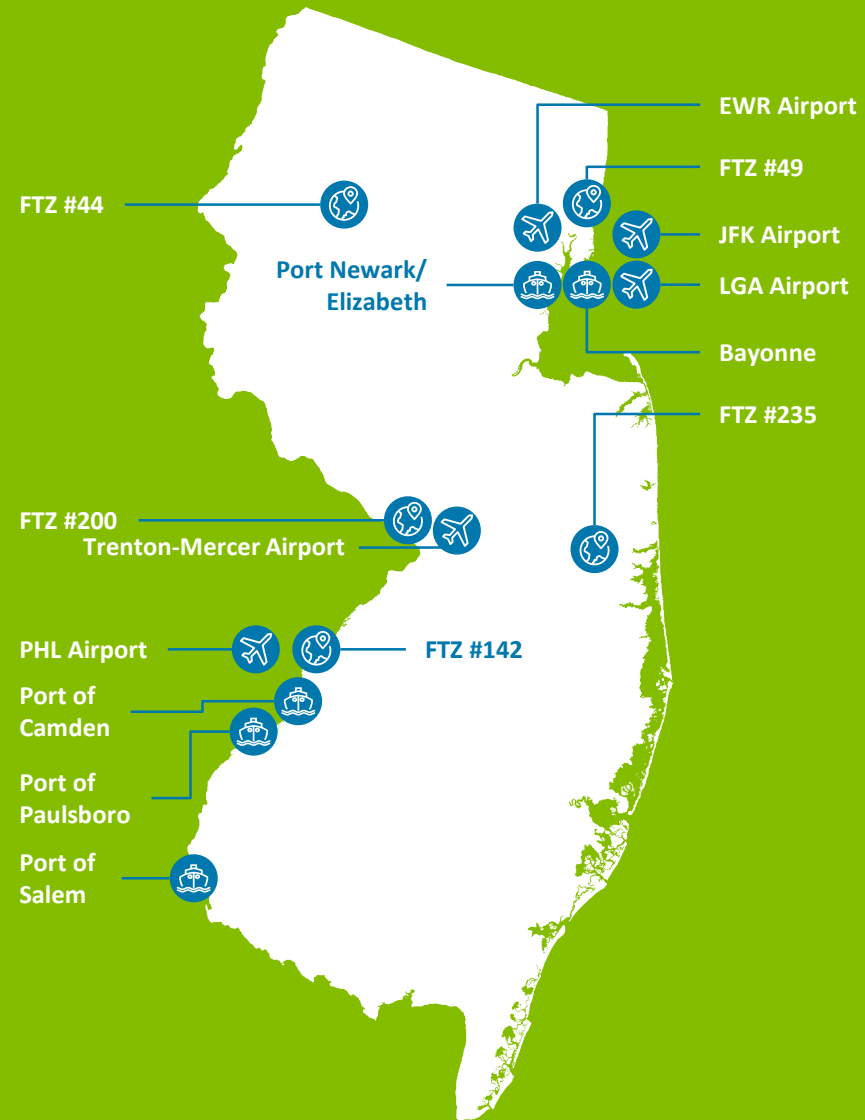 EWR Airport
FTZ #49
FTZ #44
JFK Airport
Port Newark/
Elizabeth
LGA Airport
Bayonne
FTZ #235
FTZ #200
Trenton-Mercer Airport
PHL Airport
FTZ #142
Port of
Camden
Port of
Paulsboro
Port of
Salem